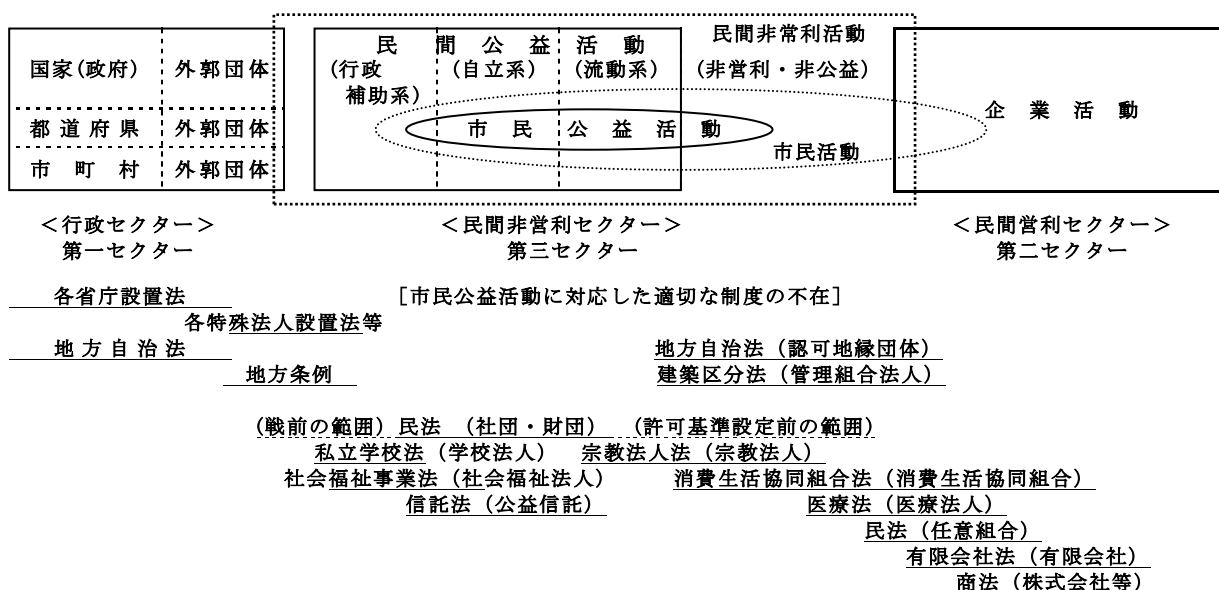 民間非常利活動
民間公益活動
国家(政府) 外郭団体 (行政補助系) (自立系) (流動系) (非営利・非公益)
企業活動
都道府県 外郭団体 市民公益活動
市民活動
市町村 外郭団体
＜行政セクター＞ ＜民間非営利セクター＞ ＜民間営利セクター＞
第一セクター 第三セクター 第二セクター
各省庁設置法 ［市民公益活動に対応した適切な制度の不在］
各特殊法人設置法等
地方自治法 地方自治法（認可地縁団体）
地方条例 建築区分法（管理組合法人）
(戦前の範囲) 民法 （社団・財団） （許可基準設定前の範囲）
私立学校法（学校法人） 宗教法人法（宗教法人）
社会福祉事業法（社会福祉法人） 消費生活協同組合法（消費生活協同組合）
信託法（公益信託） 医療法（医療法人）
民法（任意組合）
有限会社法（有限会社）
商法（株式会社等）